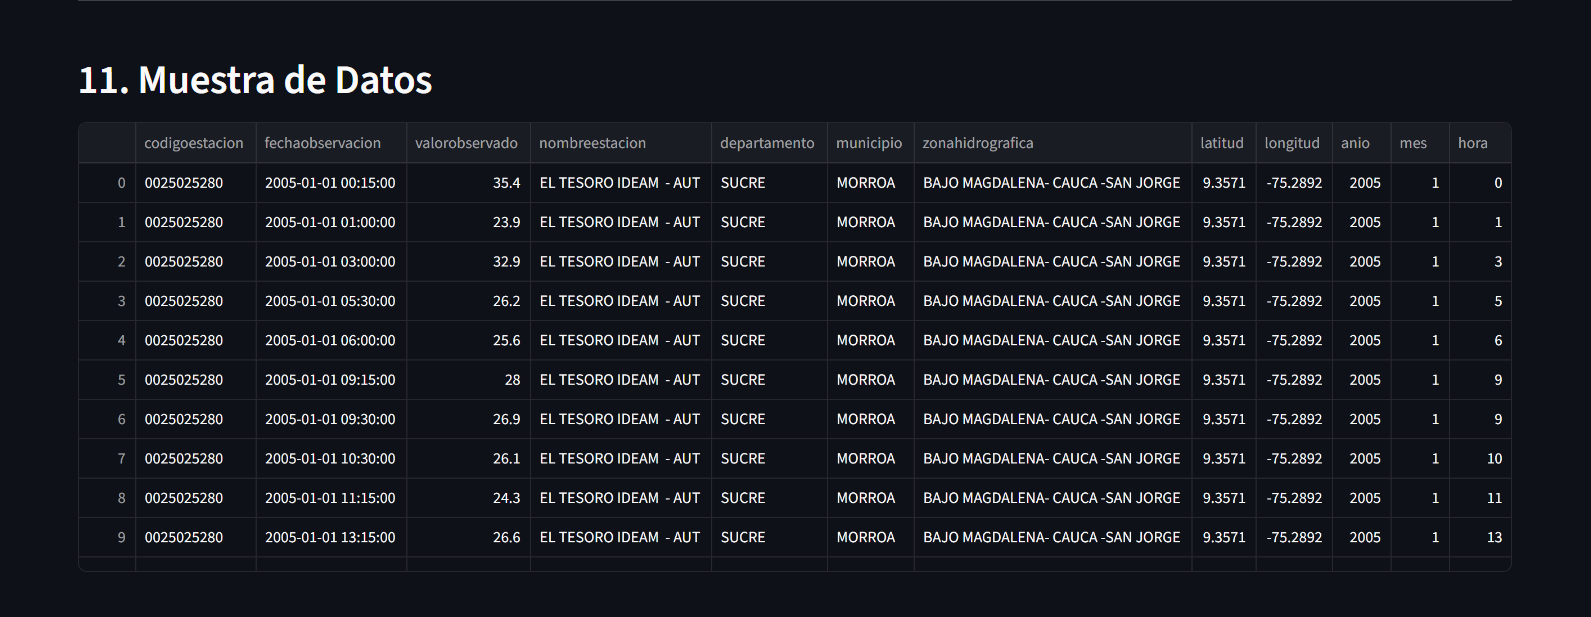 11. Muestra de Datos
codigoestacion fechaobservacion valorobservado nombreestacion departamento municipio zonahidrografica latitud longitud anio mes hora
0 0025025280 2005-01-01 00:15:00 35.4 EL TESORO IDEAM  - AUT SUCRE MORROA BAJO MAGDALENA- CAUCA -SAN JORGE 9.3571 -75.2892 2005 1 0
1 0025025280 2005-01-01 01:00:00 23.9 EL TESORO IDEAM  - AUT SUCRE MORROA BAJO MAGDALENA- CAUCA -SAN JORGE 9.3571 -75.2892 2005 1 1
2 0025025280 2005-01-01 03:00:00 32.9 EL TESORO IDEAM  - AUT SUCRE MORROA BAJO MAGDALENA- CAUCA -SAN JORGE 9.3571 -75.2892 2005 1 3
3 0025025280 2005-01-01 05:30:00 26.2 EL TESORO IDEAM  - AUT SUCRE MORROA BAJO MAGDALENA- CAUCA -SAN JORGE 9.3571 -75.2892 2005 1 5
4 0025025280 2005-01-01 06:00:00 25.6 EL TESORO IDEAM  - AUT SUCRE MORROA BAJO MAGDALENA- CAUCA -SAN JORGE 9.3571 -75.2892 2005 1 6
5 0025025280 2005-01-01 09:15:00 28 EL TESORO IDEAM  - AUT SUCRE MORROA BAJO MAGDALENA- CAUCA -SAN JORGE 9.3571 -75.2892 2005 1 9
6 0025025280 2005-01-01 09:30:00 26.9 EL TESORO IDEAM  - AUT SUCRE MORROA BAJO MAGDALENA- CAUCA -SAN JORGE 9.3571 -75.2892 2005 1 9
7 0025025280 2005-01-01 10:30:00 26.1 EL TESORO IDEAM  - AUT SUCRE MORROA BAJO MAGDALENA- CAUCA -SAN JORGE 9.3571 -75.2892 2005 1 10
8 0025025280 2005-01-01 11:15:00 24.3 EL TESORO IDEAM  - AUT SUCRE MORROA BAJO MAGDALENA- CAUCA -SAN JORGE 9.3571 -75.2892 2005 1 11
9 0025025280 2005-01-01 13:15:00 26.6 EL TESORO IDEAM  - AUT SUCRE MORROA BAJO MAGDALENA- CAUCA -SAN JORGE 9.3571 -75.2892 2005 1 13